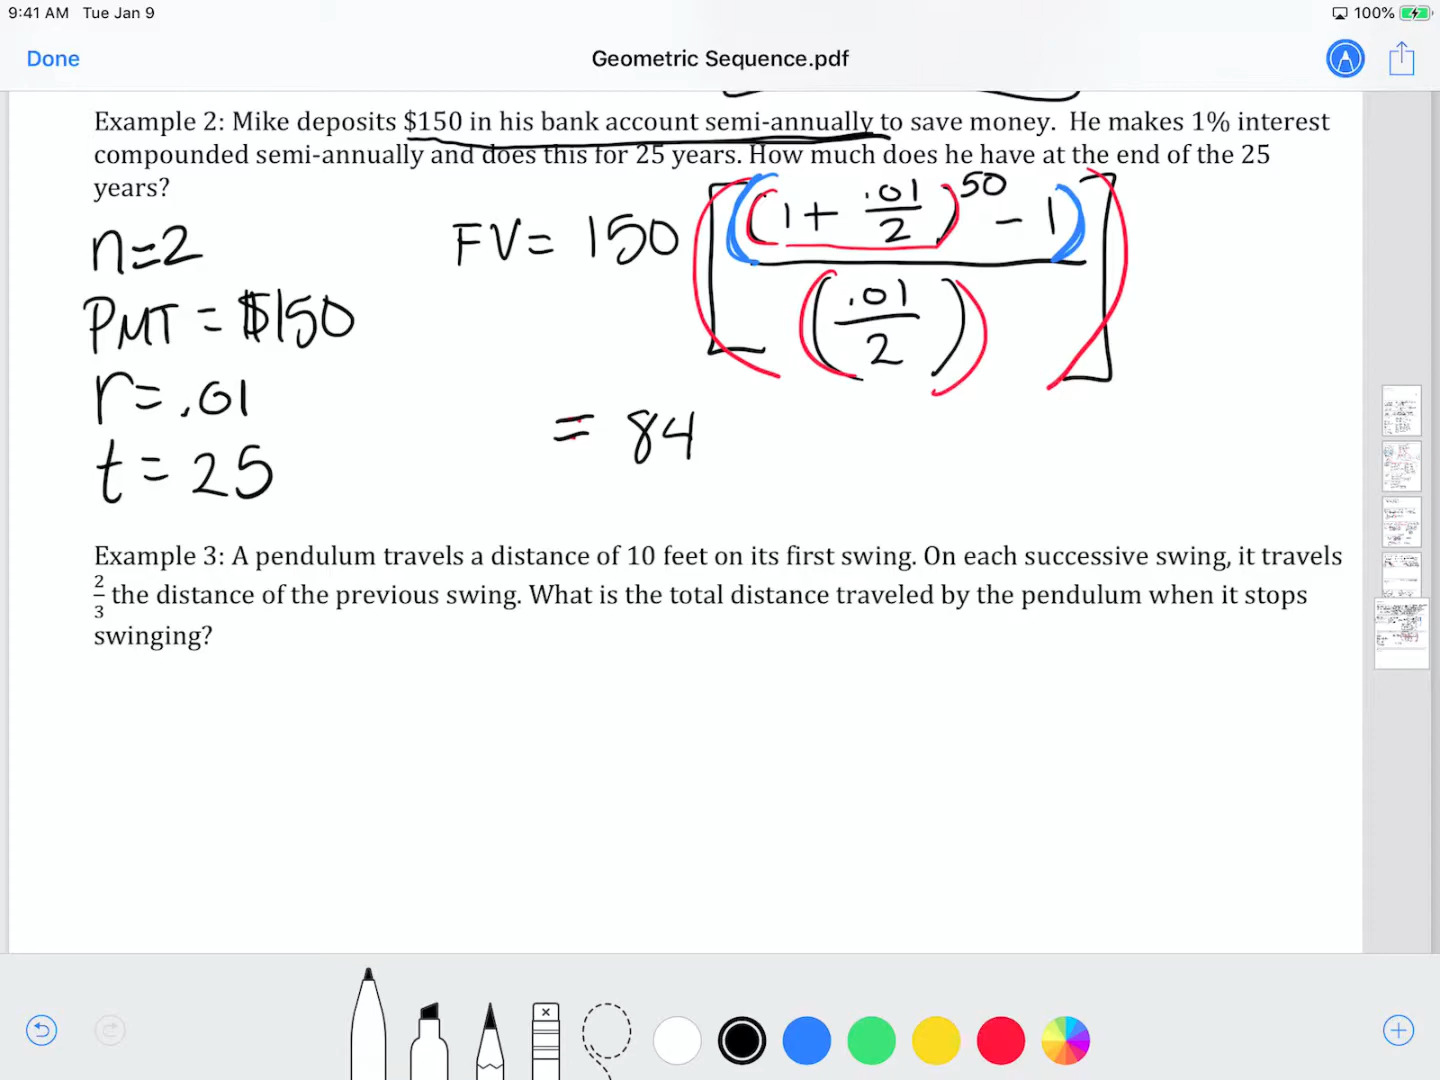 9:41 AM Tue Jan 9
100%
Done
Geometric Sequence.pdf
Example 2: Mike deposits $150 in his bank account semi-annually to save money. He makes 1% interest
compounded semi-annually and does this for 25 years. How much does he have at the end of the 25
years?
n=2
PMT = $150
r= .01
t = 25
FV= 150 [((1 + .01/2)^50 - 1) / (.01/2)]
= 84
Example 3: A pendulum travels a distance of 10 feet on its first swing. On each successive swing, it travels
2/3 the distance of the previous swing. What is the total distance traveled by the pendulum when it stops
swinging?